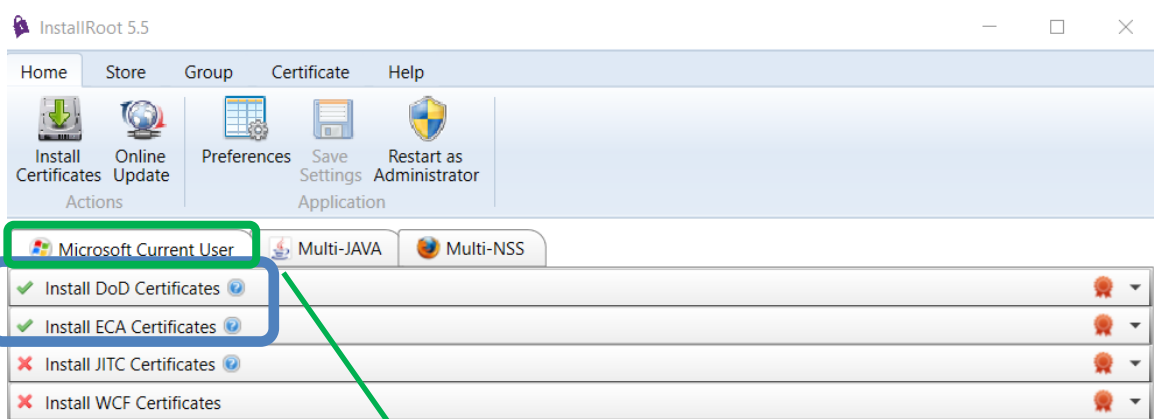 InstallRoot 5.5
Home Store Group Certificate Help
Install Certificates
Online Update
Preferences
Save Settings
Restart as Administrator
Actions
Application
Microsoft Current User Multi-JAVA Multi-NSS
Install DoD Certificates ?
Install ECA Certificates ?
Install JITC Certificates ?
Install WCF Certificates